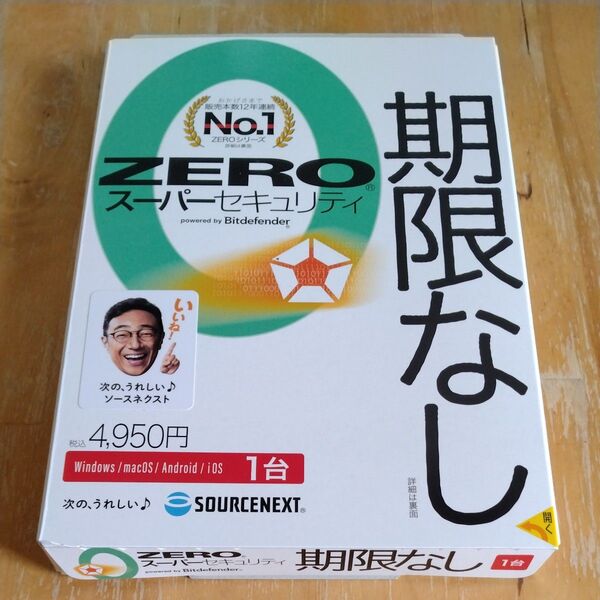 おかげさまで
販売本数12年連続
No.1
ZEROシリーズ
詳細は裏面
ZERO®
スーパーセキュリティ
powered by Bitdefender®
期限なし
詳細は裏面
いいね!
次の、うれしい♪
ソースネクスト
税込 4,950円
Windows/macOS/Android/iOS 1台
次の、うれしい♪ SOURCENEXT®
開く
ZERO®
スーパーセキュリティ
powered by Bitdefender®
期限なし
1台